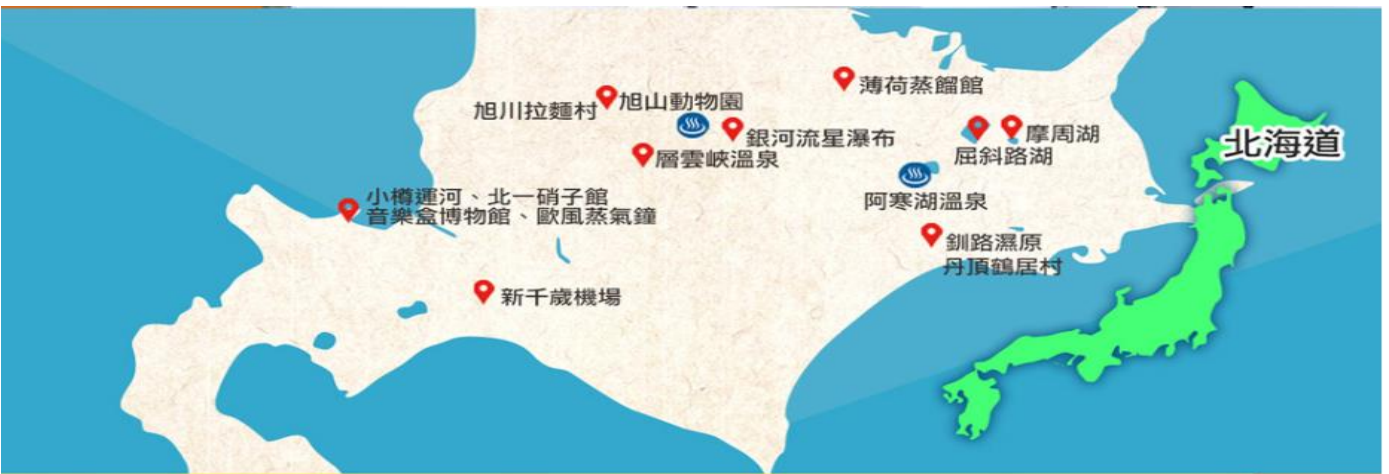 薄荷蒸餾館
旭川拉麵村
旭山動物園
銀河流星瀑布
摩周湖
屈斜路湖
層雲峽溫泉
北海道
阿寒湖溫泉
小樽運河、北一硝子館
音樂盒博物館、歐風蒸氣鐘
釧路濕原
丹頂鶴居村
新千歲機場